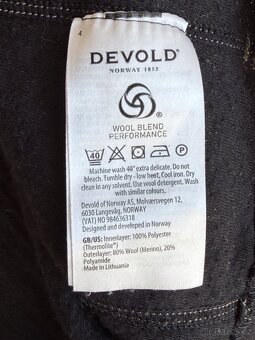 4
DEVOLD®
NORWAY 1853
WOOL BLEND
PERFORMANCE
40
Machine wash 40° extra delicate. Do not
bleach. Tumble dry - low heet, Cool iron. Dry
clean in any solvent. Use wool detergent. Wash
with similar colours.
Devold of Norway AS, Molværsvegen 12,
6030 Langevåg, NORWAY
(VAT) NO 984636318
Designed and developed in Norway
GB/US: Innerlayer: 100% Polyester
(Thermolite®)
Outerlayer: 80% Wool (Merino), 20%
Polyamide
Made in Lithuania